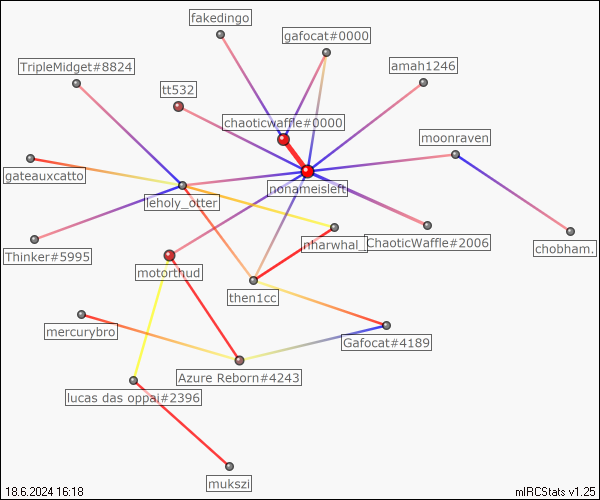 fakedingo
gafocat#0000
TripleMidget#8824
amah1246
tt532
chaoticwaffle#0000
moonraven
gateauxcatto
nonameisleft
leholy_otter
Thinker#5995
nharwhal_
ChaoticWaffle#2006
chobham.
motorthud
then1cc
mercurybro
Gafocat#4189
Azure Reborn#4243
lucas das oppai#2396
mukszi
18.6.2024 16:18
mIRCStats v1.25